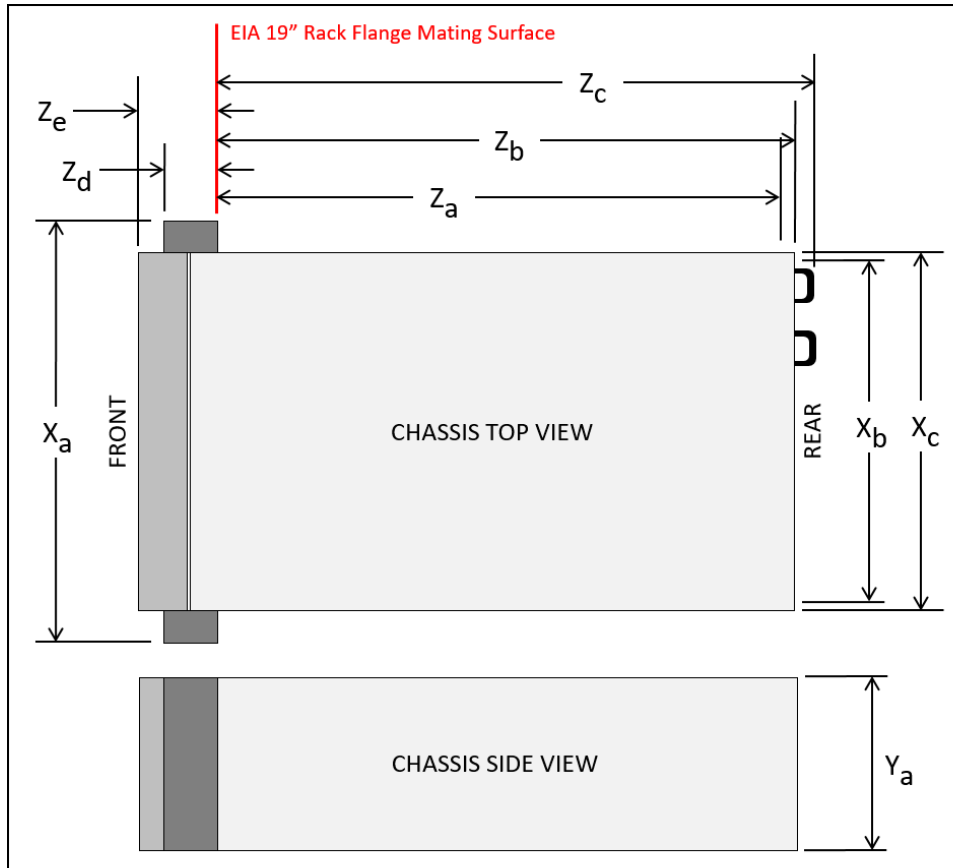 EIA 19” Rack Flange Mating Surface
Zc
Ze
Zb
Zd
Za
FRONT
Xa
CHASSIS TOP VIEW
REAR
Xb
Xc
CHASSIS SIDE VIEW
Ya